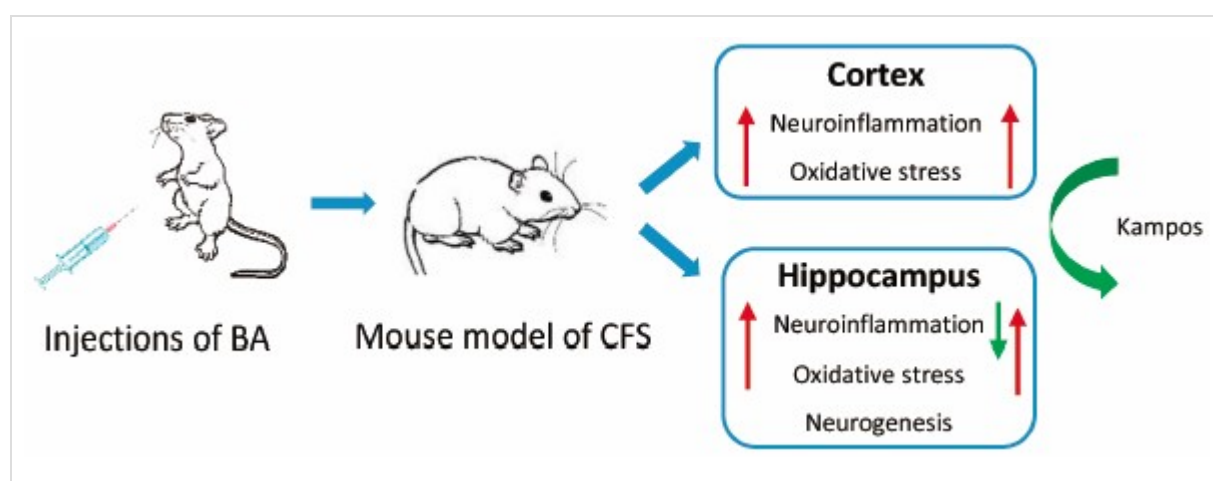 Injections of BA
Mouse model of CFS
Cortex
Neuroinflammation
Oxidative stress
Hippocampus
Neuroinflammation
Oxidative stress
Neurogenesis
Kampos